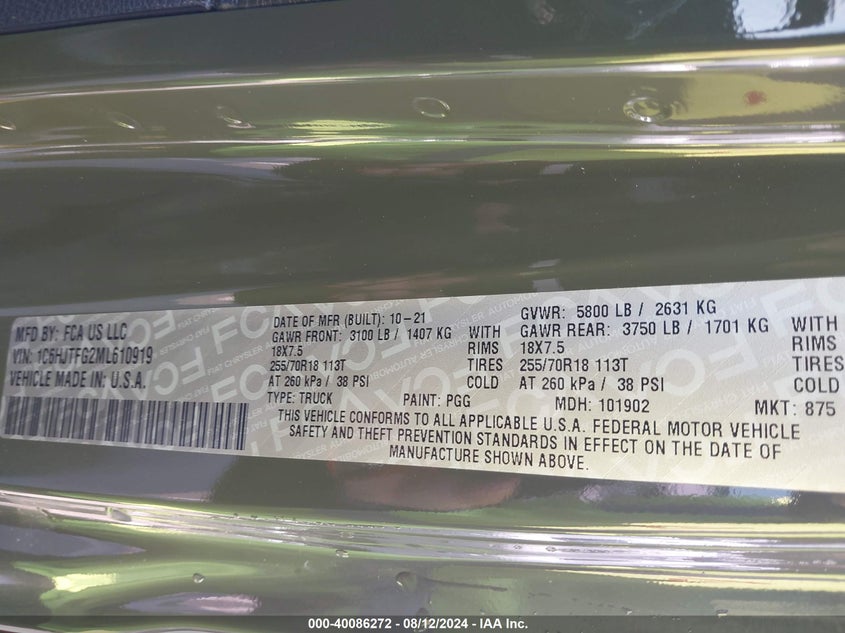 MFD BY: FCA US LLC
VIN: 1C6HJTFG2ML610919
VEHICLE MADE IN U.S.A.
DATE OF MFR (BUILT): 10-21 GVWR: 5800 LB / 2631 KG
GAWR FRONT: 3100 LB / 1407 KG WITH GAWR REAR: 3750 LB / 1701 KG WITH
18X7.5 RIMS 18X7.5 RIMS
255/70R18 113T TIRES 255/70R18 113T TIRES
AT 260 kPa / 38 PSI COLD AT 260 kPa / 38 PSI COLD
TYPE: TRUCK PAINT: PGG MDH: 101902 MKT: 875
THIS VEHICLE CONFORMS TO ALL APPLICABLE U.S.A. FEDERAL MOTOR VEHICLE
SAFETY AND THEFT PREVENTION STANDARDS IN EFFECT ON THE DATE OF
MANUFACTURE SHOWN ABOVE.
000-40086272 - 08/12/2024 - IAA, Inc.